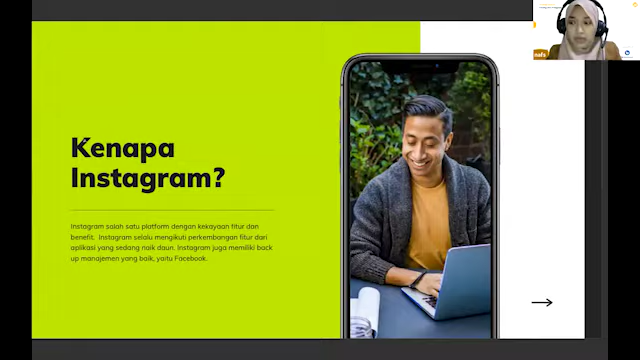 Kenapa
Instagram?
Instagram salah satu platform dengan kekayaan fitur dan
benefit. Instagram selalu mengikuti perkembangan fitur dari
aplikasi yang sedang naik daun. Instagram juga memiliki back
up manajemen yang baik, yaitu Facebook.